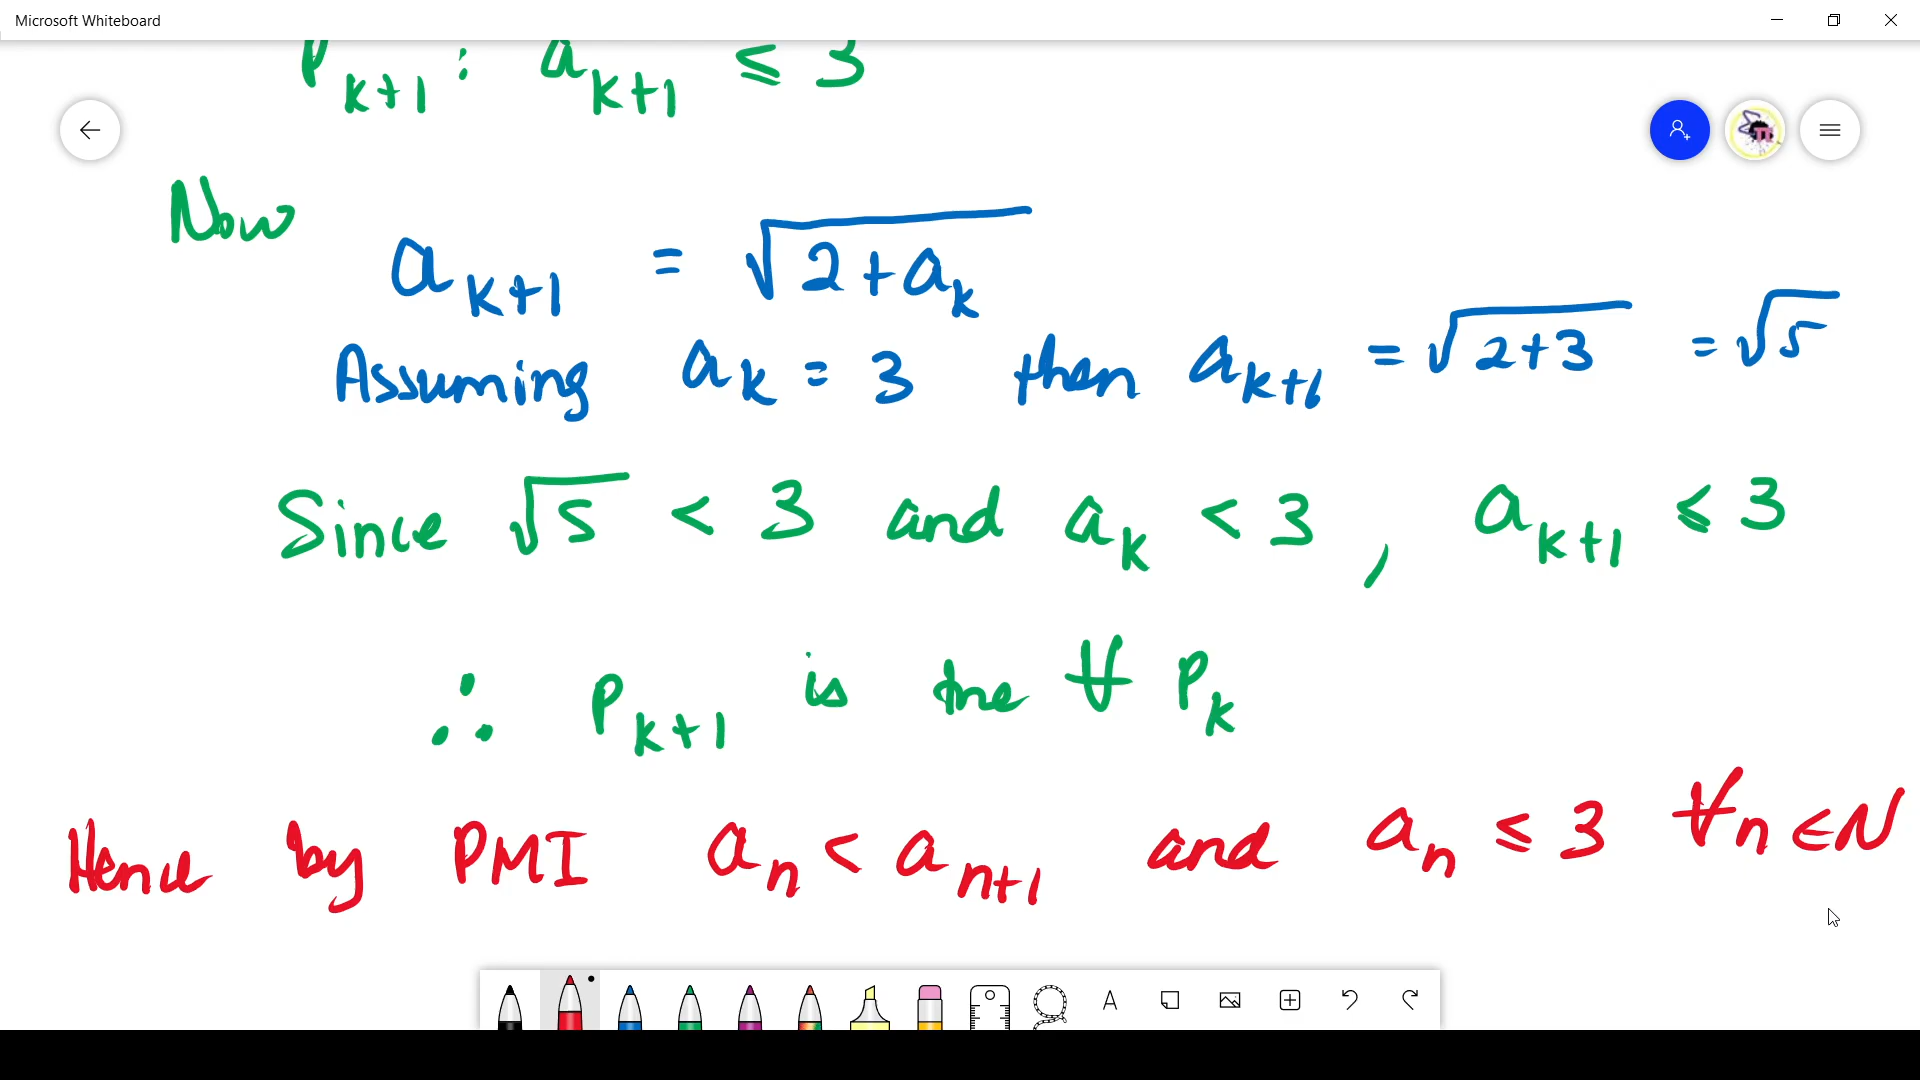 Microsoft Whiteboard
P_{k+1} : a_{k+1} ≤ 3
Now
a_{k+1} = √(2+a_k)
Assuming a_k = 3 then a_{k+1} = √(2+3) = √5
Since √5 < 3 and a_k < 3 , a_{k+1} ≤ 3
∴ P_{k+1} is true ∀ P_k
Hence by PMI a_n < a_{n+1} and a_n ≤ 3 ∀n ∈ N